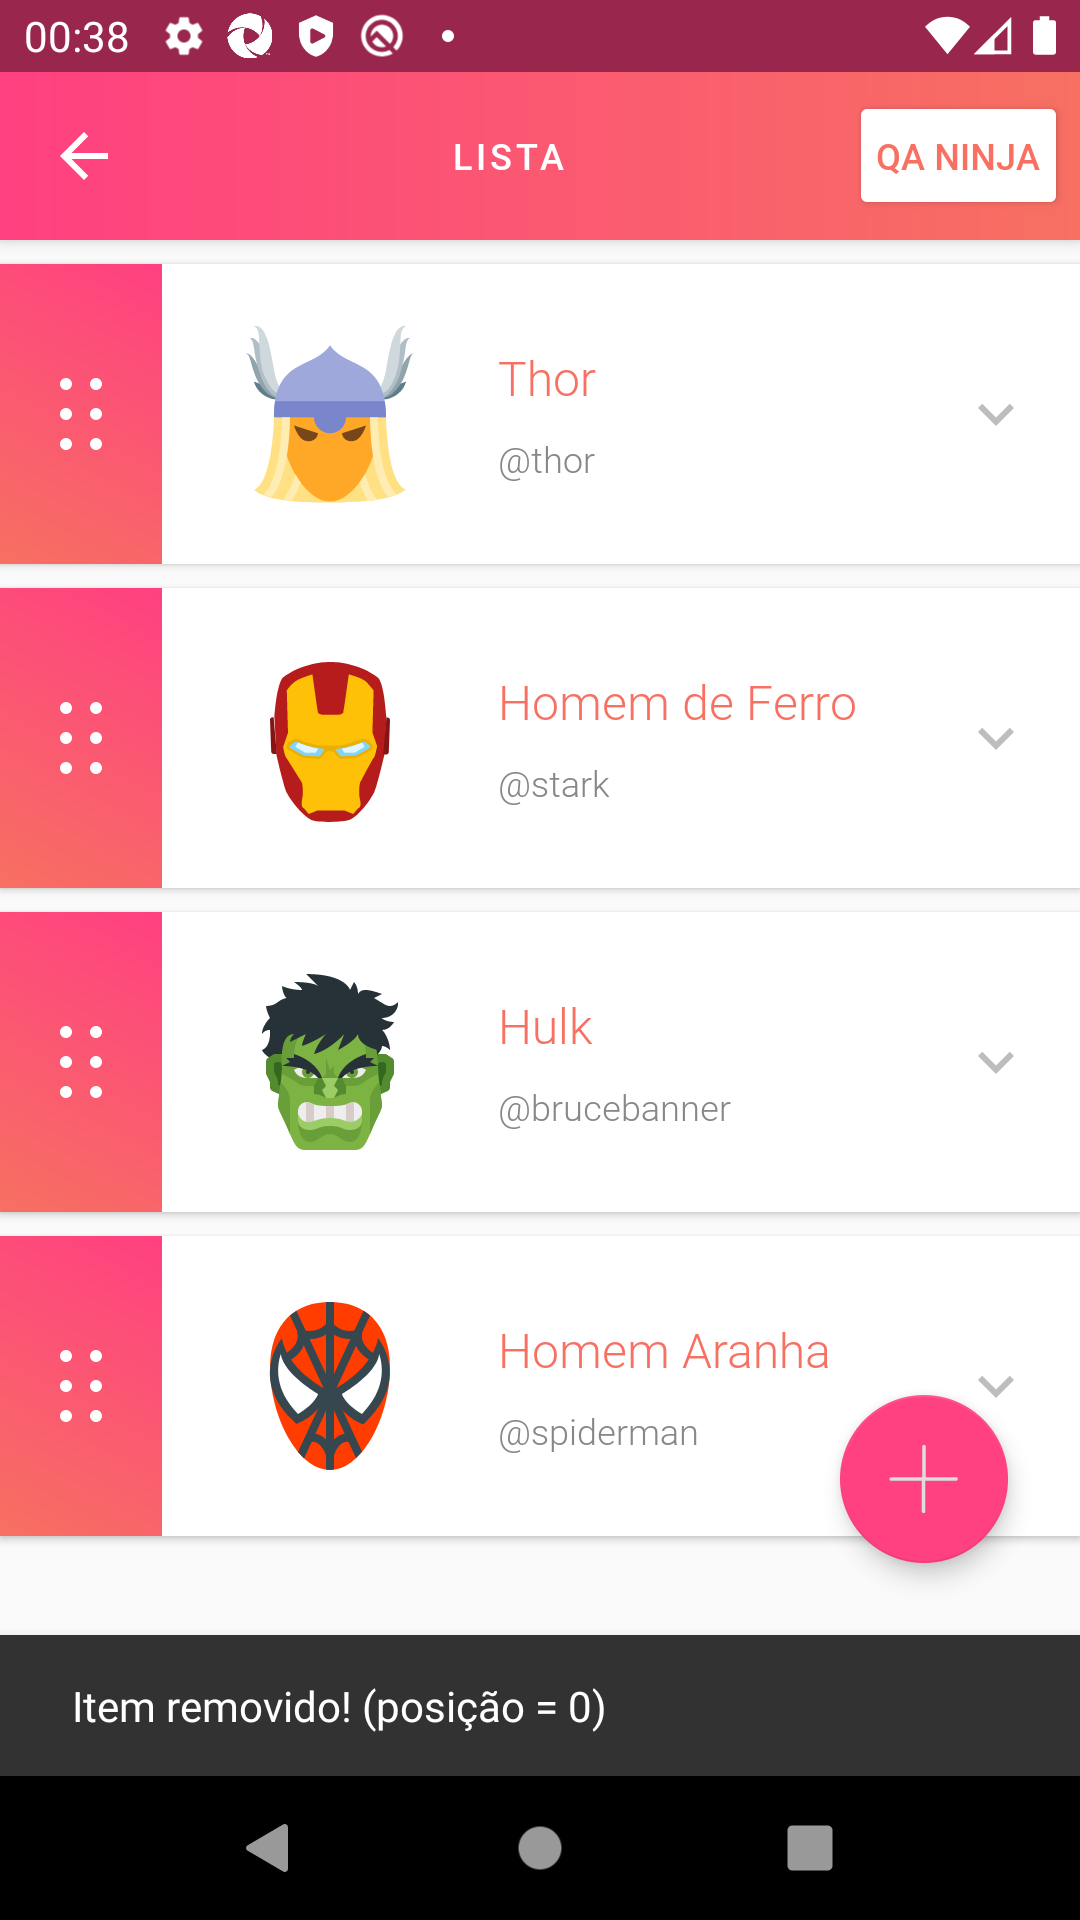 00:38
LISTA
QA NINJA
Thor
@thor
Homem de Ferro
@stark
Hulk
@brucebanner
Homem Aranha
@spiderman
Item removido! (posição = 0)